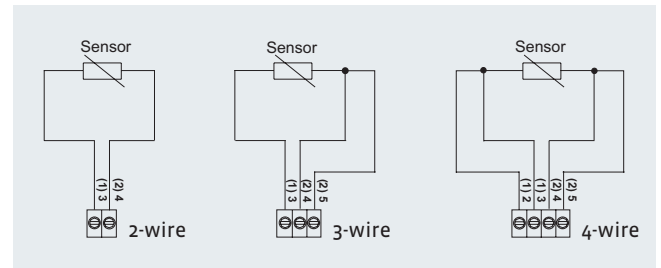 Sensor
Sensor
Sensor
(1) 3
(2) 4
2-wire
(1) 3
(2) 4
(2) 5
3-wire
(1) 2
(1) 3
(2) 4
(2) 5
4-wire